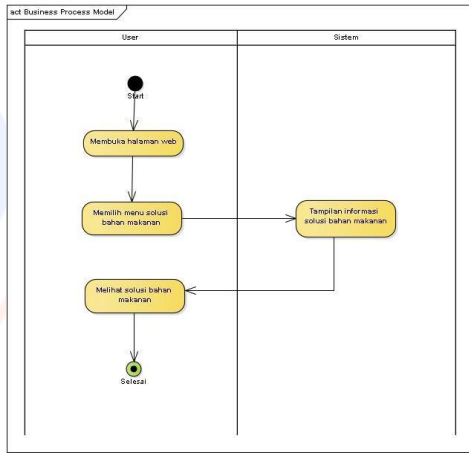 act Business Process Model
User
Sistem
Start
Membuka halaman web
Memilih menu solusi
bahan makanan
Tampilan informasi
solusi bahan makanan
Melihat solusi bahan
makanan
Selesai